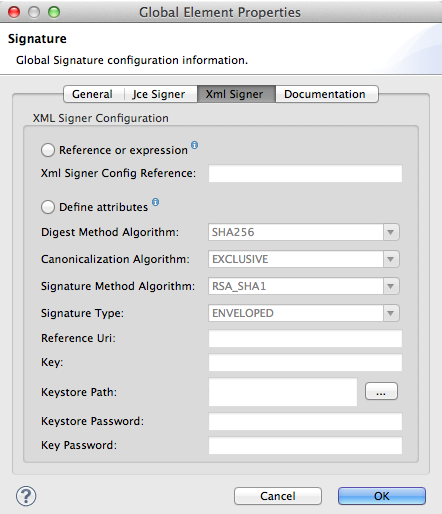 Global Element Properties
Signature
Global Signature configuration information.
General Jce Signer Xml Signer Documentation
XML Signer Configuration
Reference or expression
Xml Signer Config Reference:
Define attributes
Digest Method Algorithm: SHA256
Canonicalization Algorithm: EXCLUSIVE
Signature Method Algorithm: RSA_SHA1
Signature Type: ENVELOPED
Reference Uri:
Key:
Keystore Path: ...
Keystore Password:
Key Password:
? Cancel OK